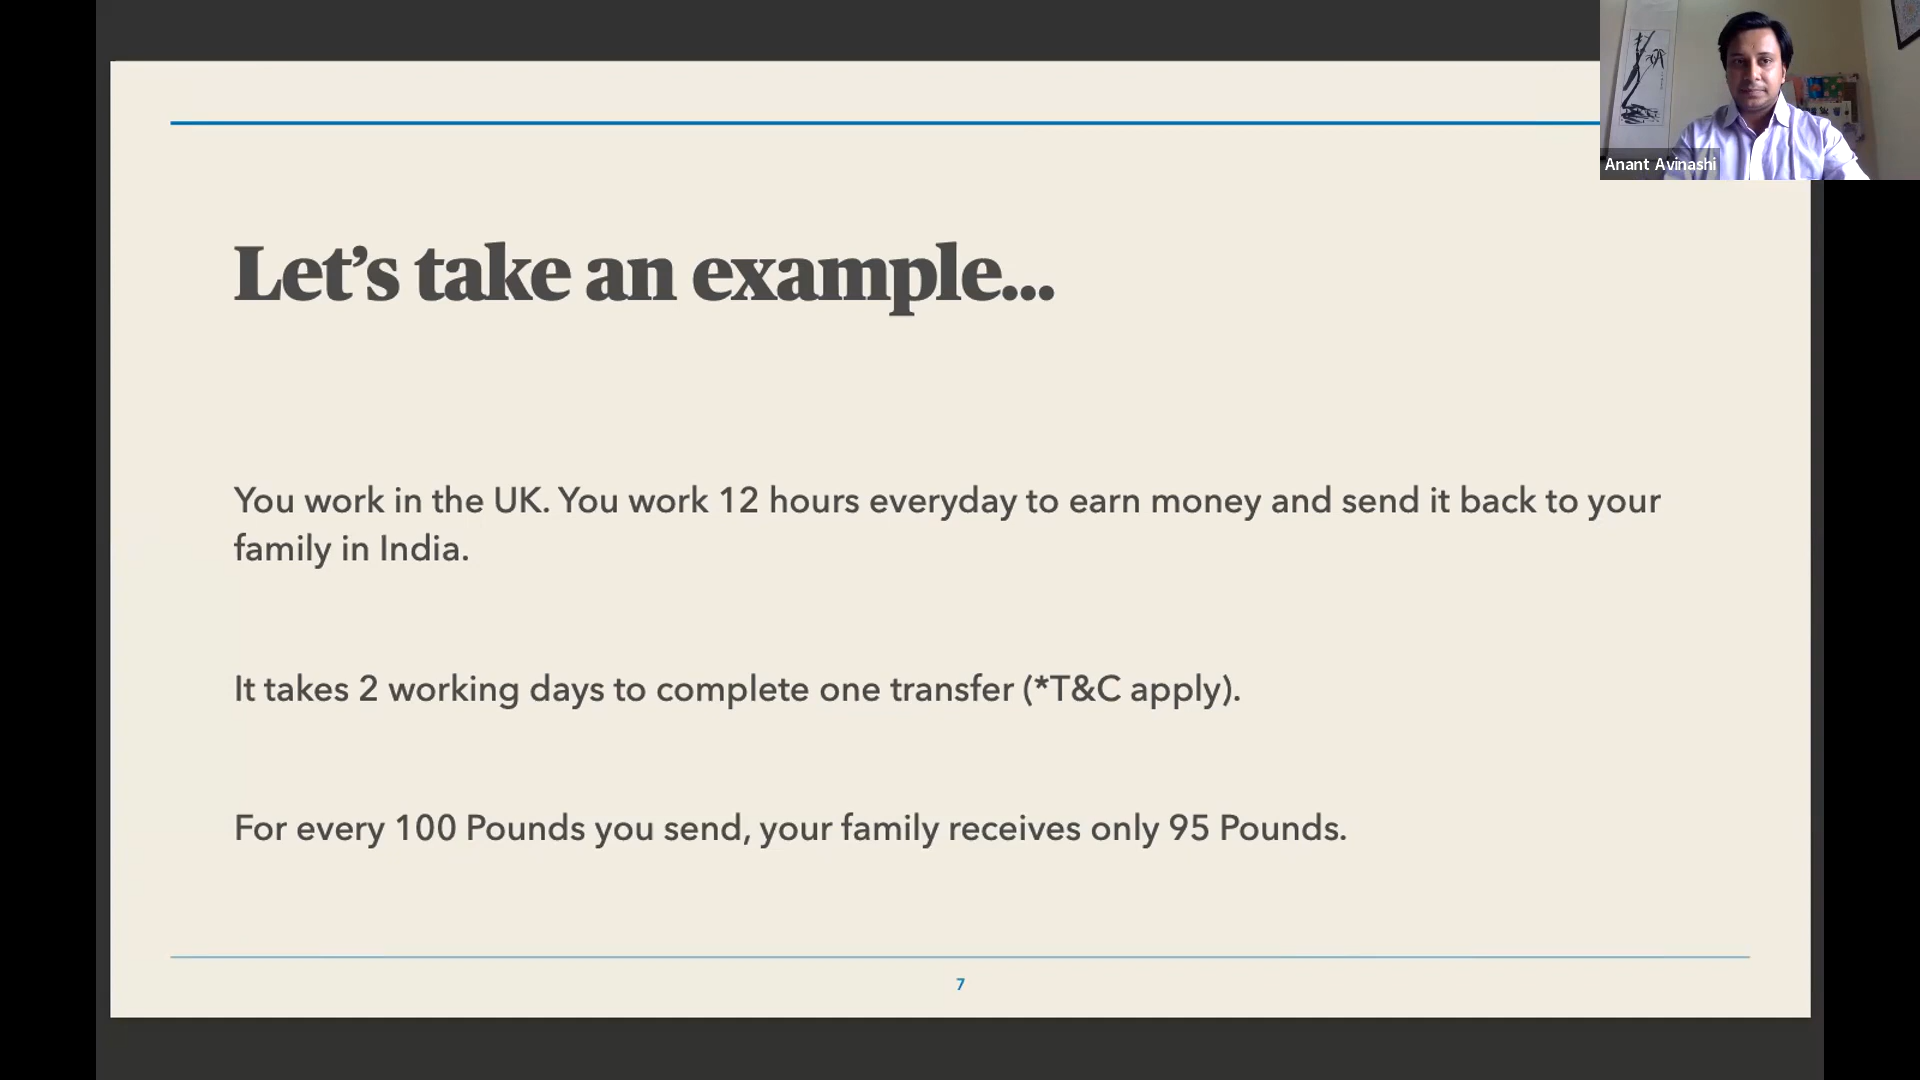 Anant Avinashi
Let’s take an example...
You work in the UK. You work 12 hours everyday to earn money and send it back to your
family in India.
It takes 2 working days to complete one transfer (*T&C apply).
For every 100 Pounds you send, your family receives only 95 Pounds.
7